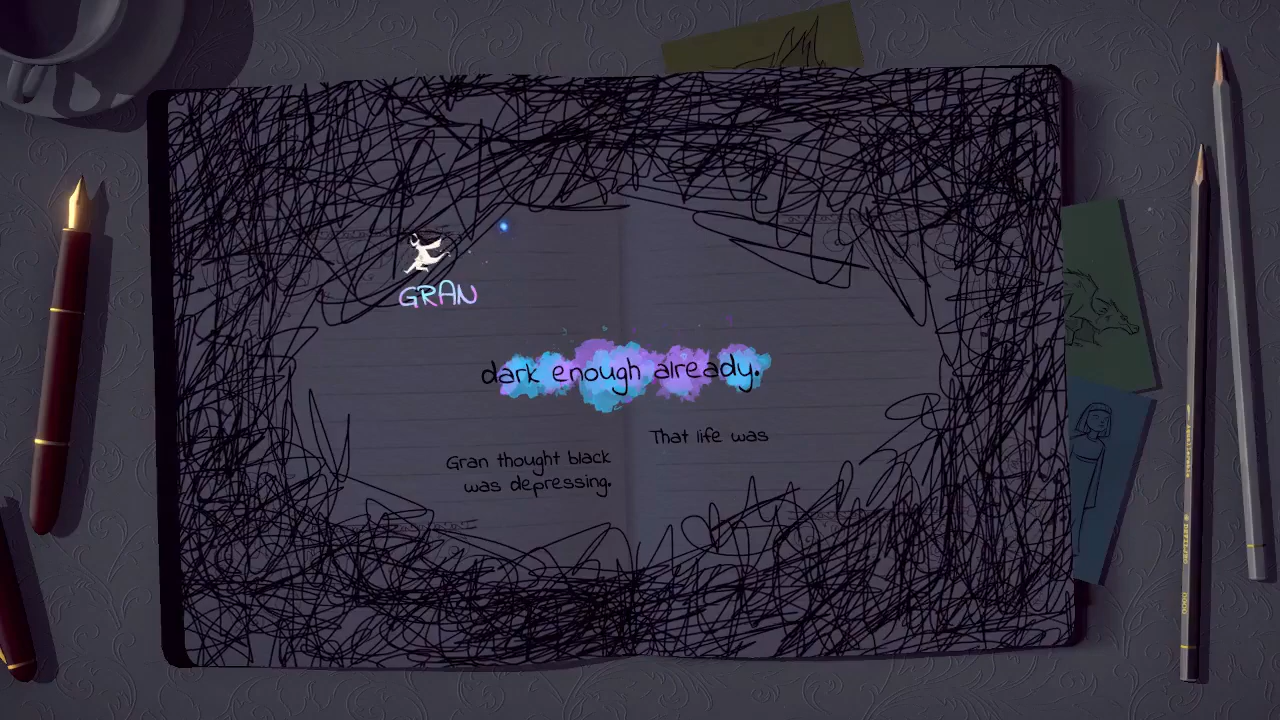 GRAN
dark enough already.
That life was
Gran thought black
was depressing.